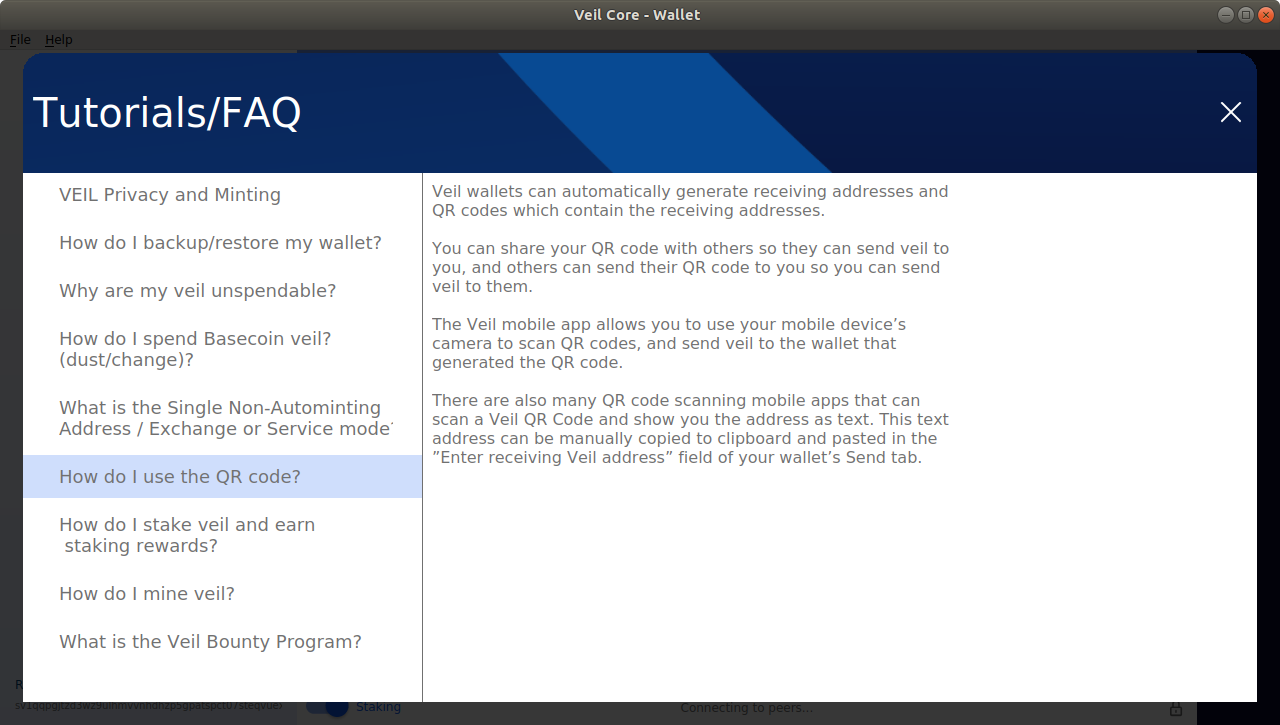 Veil Core - Wallet
File Help
Tutorials/FAQ
VEIL Privacy and Minting
How do I backup/restore my wallet?
Why are my veil unspendable?
How do I spend Basecoin veil?
(dust/change)?
What is the Single Non-Autominting
Address / Exchange or Service mode
How do I use the QR code?
How do I stake veil and earn
staking rewards?
How do I mine veil?
What is the Veil Bounty Program?
Veil wallets can automatically generate receiving addresses and
QR codes which contain the receiving addresses.
You can share your QR code with others so they can send veil to
you, and others can send their QR code to you so you can send
veil to them.
The Veil mobile app allows you to use your mobile device’s
camera to scan QR codes, and send veil to the wallet that
generated the QR code.
There are also many QR code scanning mobile apps that can
scan a Veil QR Code and show you the address as text. This text
address can be manually copied to clipboard and pasted in the
”Enter receiving Veil address” field of your wallet’s Send tab.
Staking
Connecting to peers...